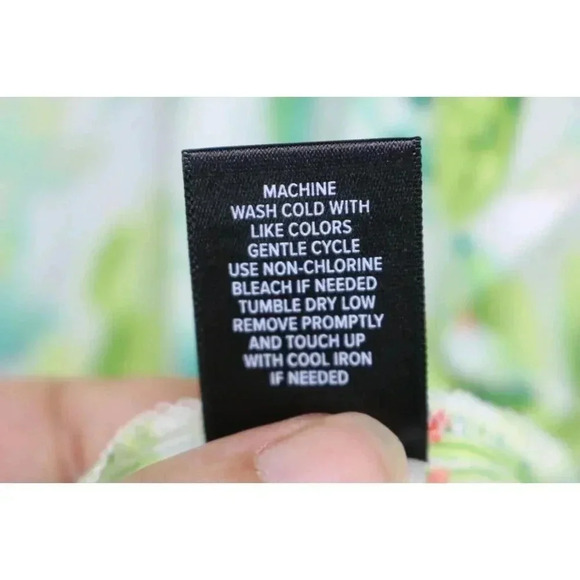 MACHINE
WASH COLD WITH
LIKE COLORS
GENTLE CYCLE
USE NON-CHLORINE
BLEACH IF NEEDED
TUMBLE DRY LOW
REMOVE PROMPTLY
AND TOUCH UP
WITH COOL IRON
IF NEEDED